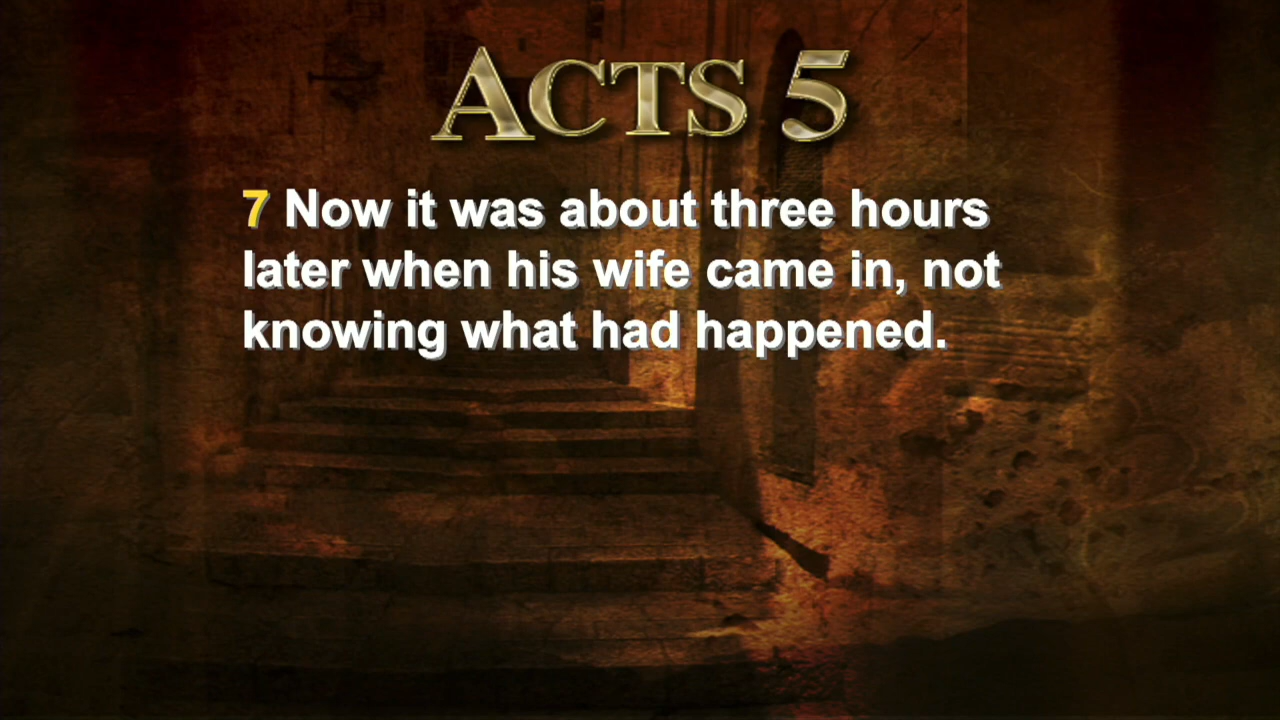 ACTS 5
7 Now it was about three hours
later when his wife came in, not
knowing what had happened.